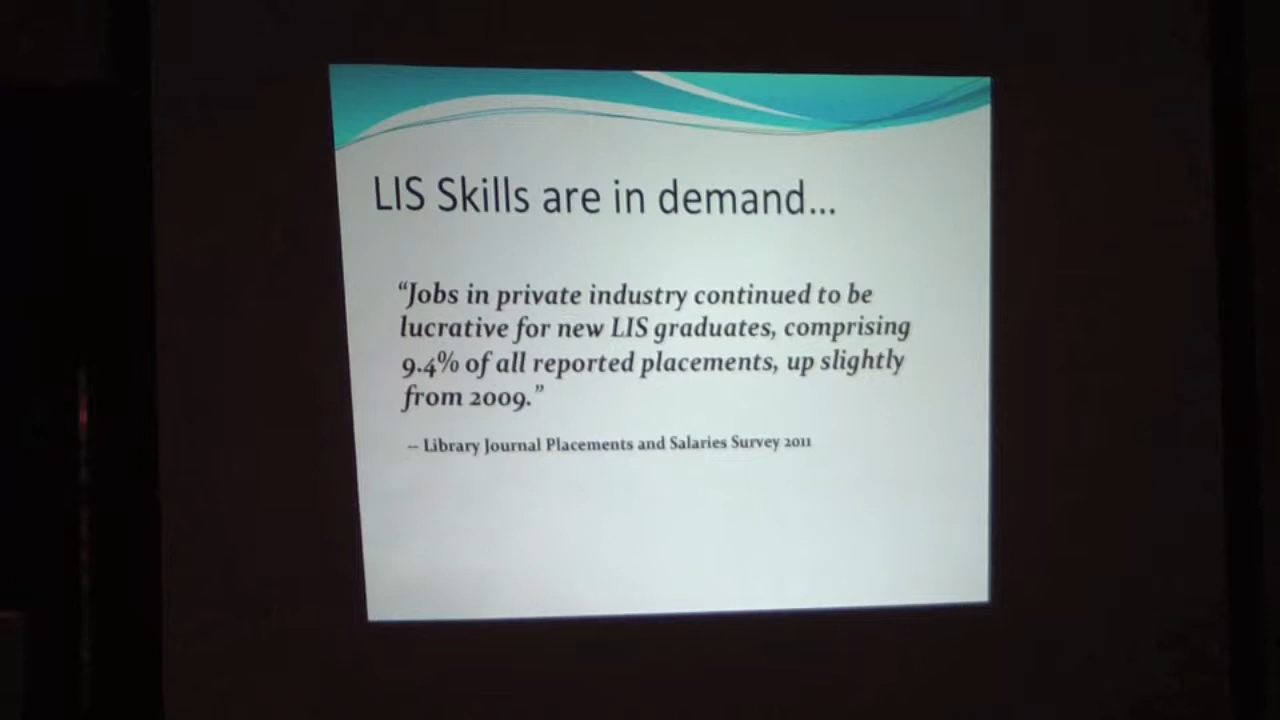 LIS Skills are in demand...
“Jobs in private industry continued to be
lucrative for new LIS graduates, comprising
9.4% of all reported placements, up slightly
from 2009.”
-- Library Journal Placements and Salaries Survey 2011